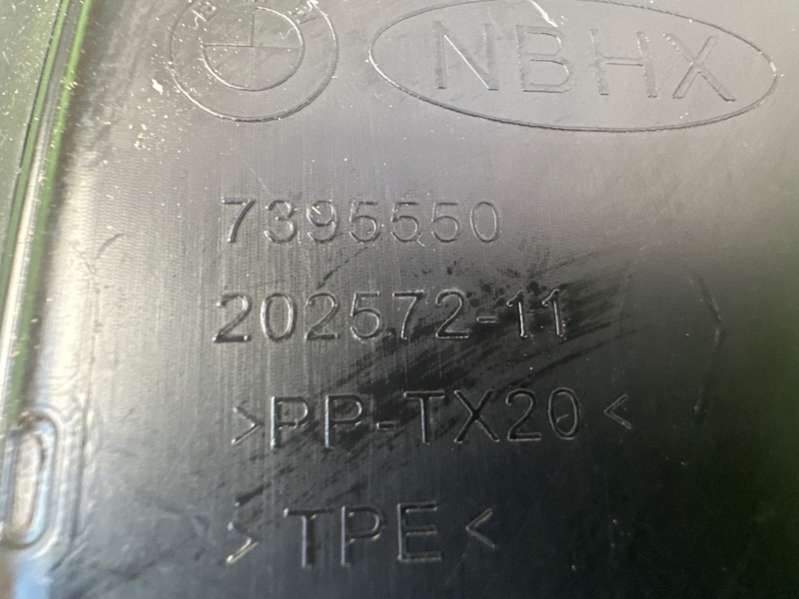 NBHX
7395550
202572-11
>PP-TX20<
>TPE<